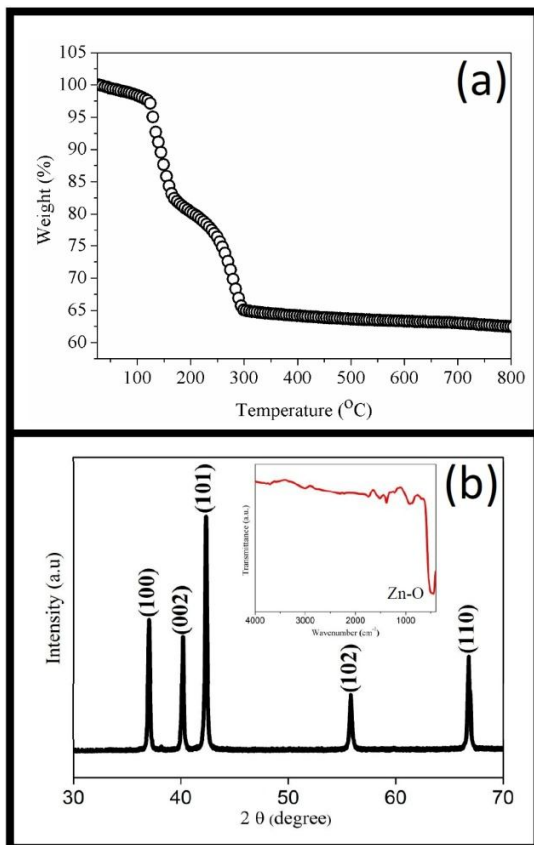 (a)
105
100
95
90
85
80
75
70
65
60
Weight (%)
100 200 300 400 500 600 700 800
Temperature (°C)
(b)
(100)
(002)
(101)
(102)
(110)
Intensity (a.u)
30 40 50 60 70
2 θ (degree)
Transmittance (a.u.)
Zn-O
4000 3000 2000 1000
Wavenumber (cm⁻¹)